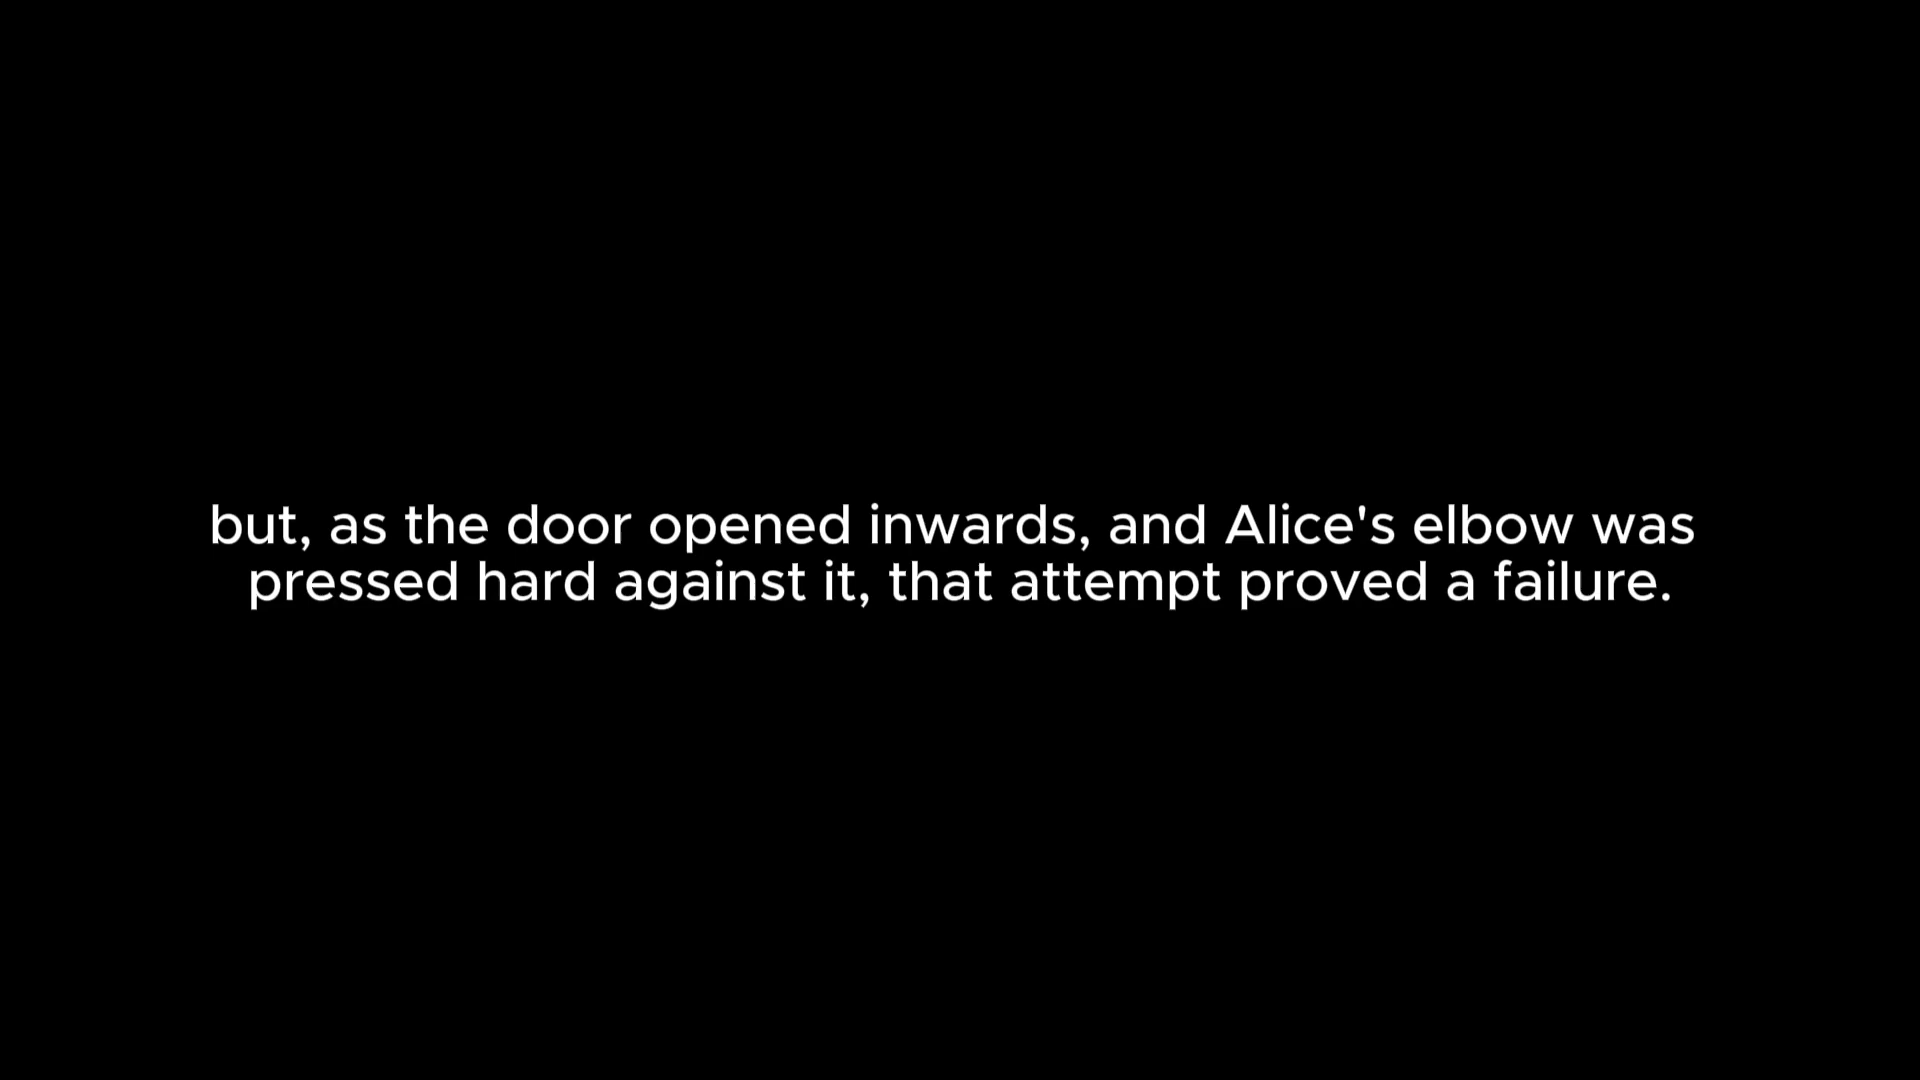 but, as the door opened inwards, and Alice's elbow was
pressed hard against it, that attempt proved a failure.